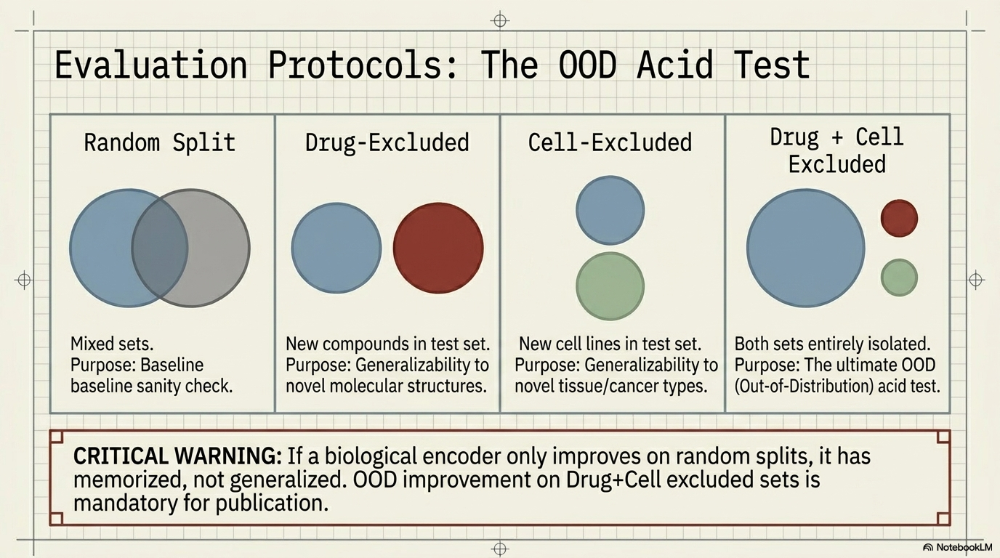 Evaluation Protocols: The OOD Acid Test
Random Split
Mixed sets.
Purpose: Baseline
baseline sanity check.
Drug-Excluded
New compounds in test set.
Purpose: Generalizability to
novel molecular structures.
Cell-Excluded
New cell lines in test set.
Purpose: Generalizability to
novel tissue/cancer types.
Drug + Cell
Excluded
Both sets entirely isolated.
Purpose: The ultimate OOD
(Out-of-Distribution) acid test.
CRITICAL WARNING: If a biological encoder only improves on random splits, it has
memorized, not generalized. OOD improvement on Drug+Cell excluded sets is
mandatory for publication.
NotebookLM